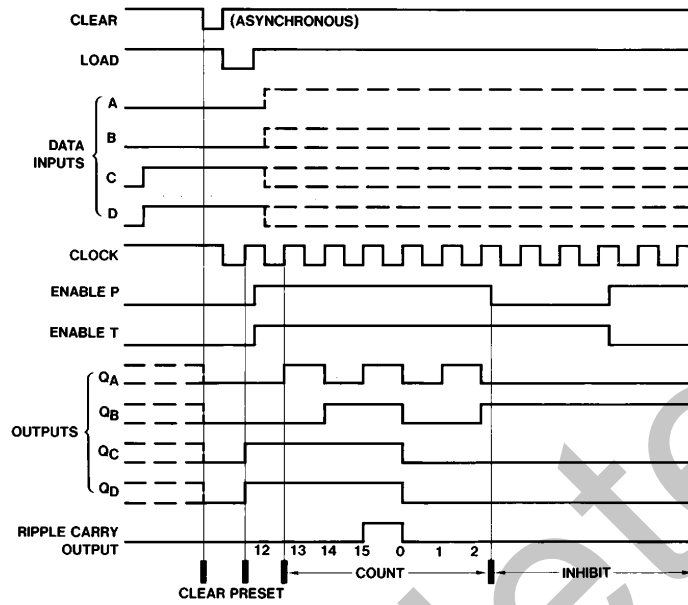 CLEAR (ASYNCHRONOUS)
LOAD
DATA INPUTS
A
B
C
D
CLOCK
ENABLE P
ENABLE T
OUTPUTS
QA
QB
QC
QD
RIPPLE CARRY OUTPUT
12 13 14 15 0 1 2
COUNT INHIBIT
CLEAR PRESET